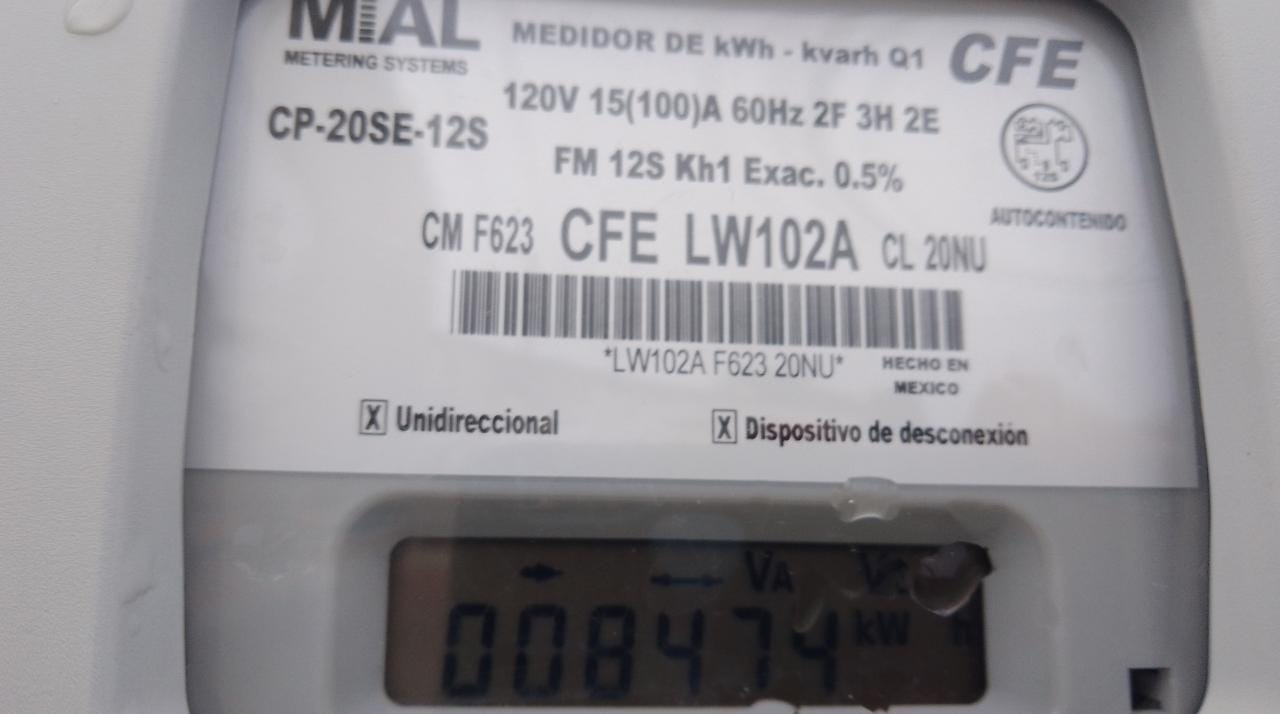 MIAL
METERING SYSTEMS
MEDIDOR DE kWh - kvarh Q1
CFE
CP-20SE-12S
120V 15(100)A 60Hz 2F 3H 2E
FM 12S Kh1 Exac. 0.5%
12S
AUTOCONTENIDO
CM F623 CFE LW102A CL 20NU
*LW102A F623 20NU*
HECHO EN
MEXICO
X Unidireccional
X Dispositivo de desconexión
VA
008474 kW h